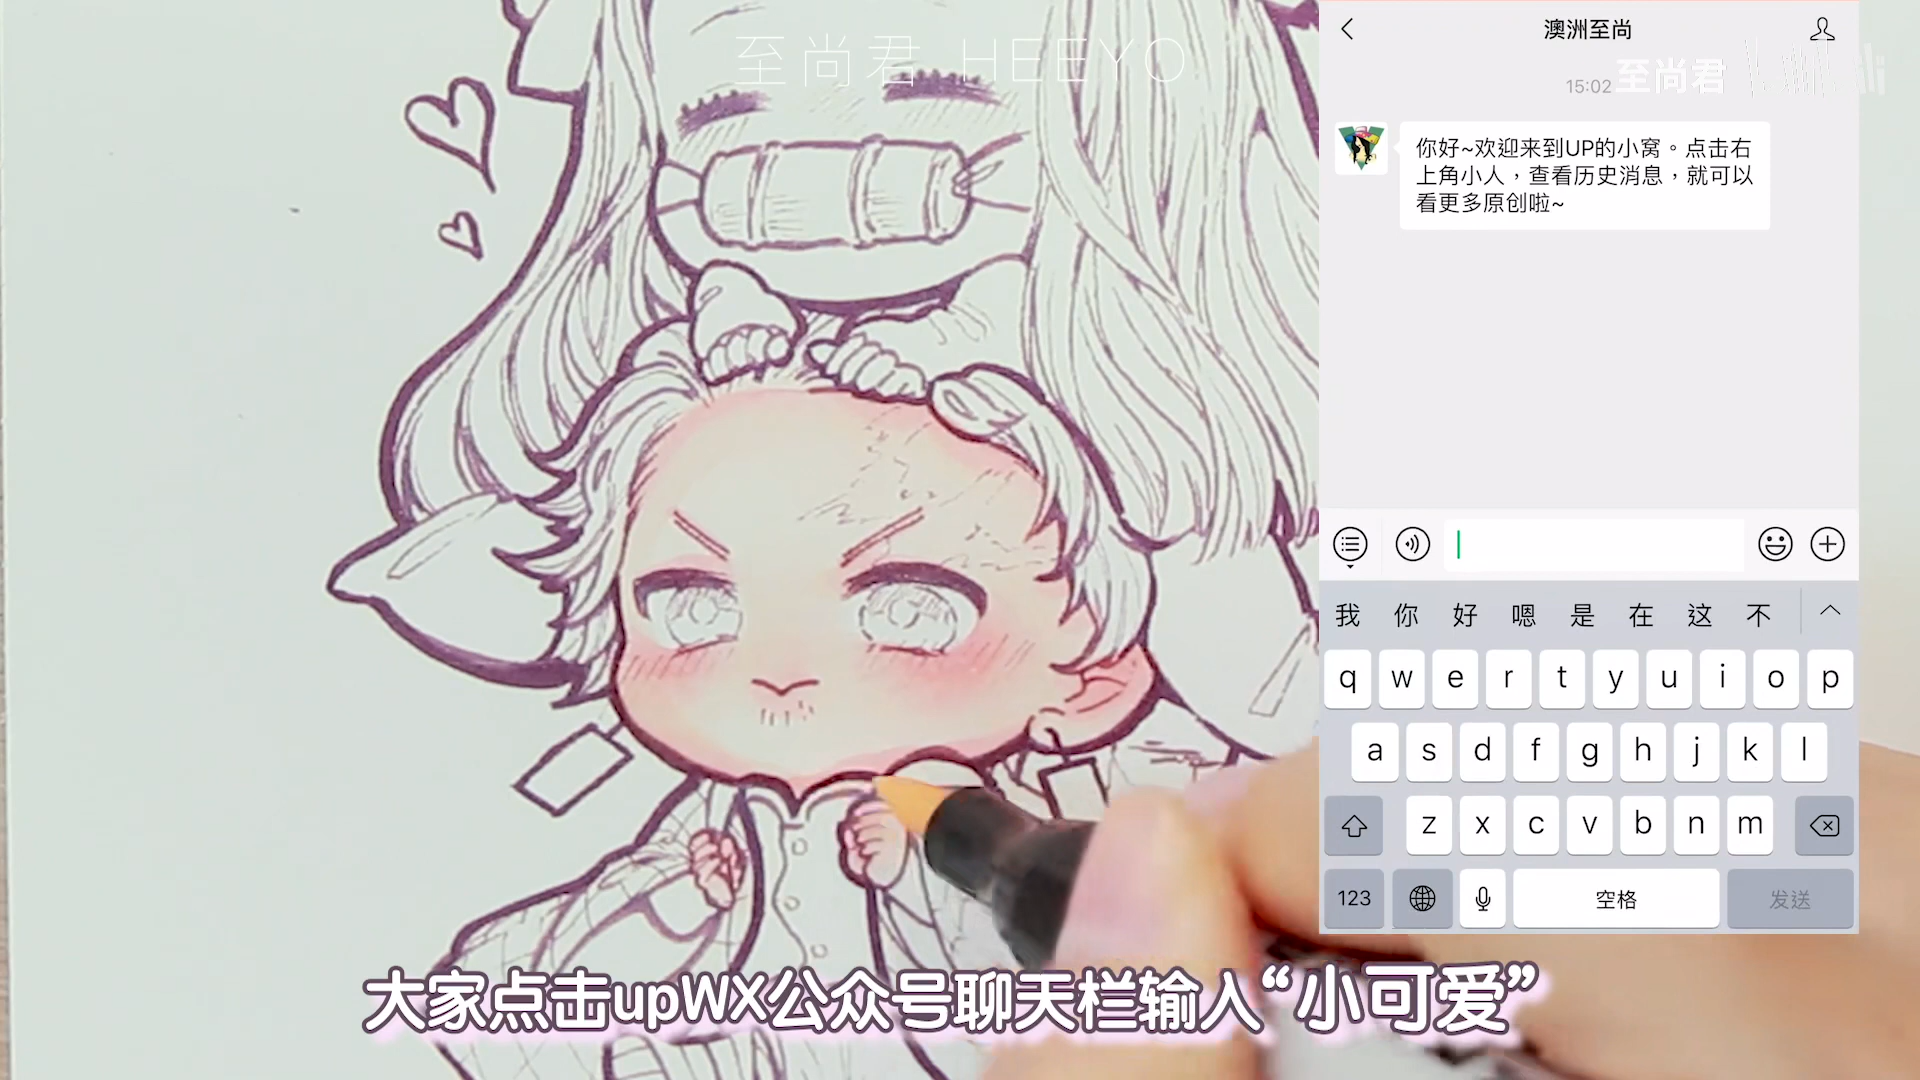 至尚君 HEEYO
澳洲至尚
至尚君
15:02
你好~欢迎来到UP的小窝。点击右
上角小人，查看历史消息，就可以
看更多原创啦~
我 你 好 嗯 是 在 这 不
q w e r t y u i o p
a s d f g h j k l
z x c v b n m
123 空格 发送
大家点击upWX公众号聊天栏输入“小可爱”